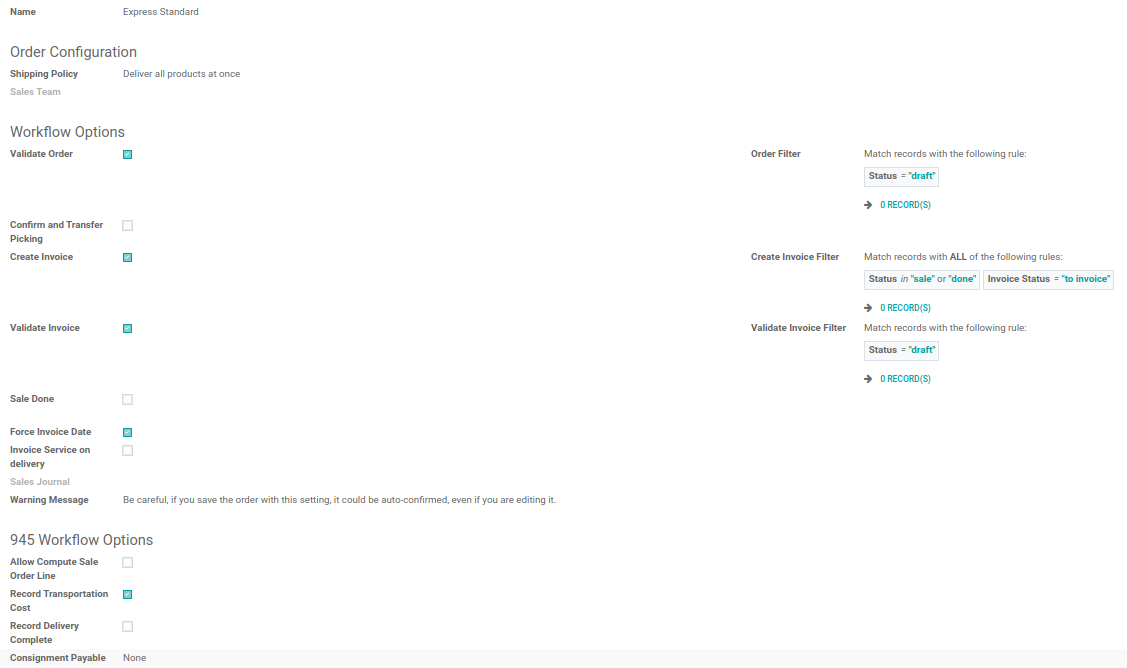 Name Express Standard
Order Configuration
Shipping Policy Deliver all products at once
Sales Team
Workflow Options
Validate Order Order Filter Match records with the following rule:
Status = "draft"
0 RECORD(S)
Confirm and Transfer
Picking
Create Invoice Create Invoice Filter Match records with ALL of the following rules:
Status in "sale" or "done" Invoice Status = "to invoice"
0 RECORD(S)
Validate Invoice Validate Invoice Filter Match records with the following rule:
Status = "draft"
0 RECORD(S)
Sale Done
Force Invoice Date
Invoice Service on
delivery
Sales Journal
Warning Message Be careful, if you save the order with this setting, it could be auto-confirmed, even if you are editing it.
945 Workflow Options
Allow Compute Sale
Order Line
Record Transportation
Cost
Record Delivery
Complete
Consignment Payable None